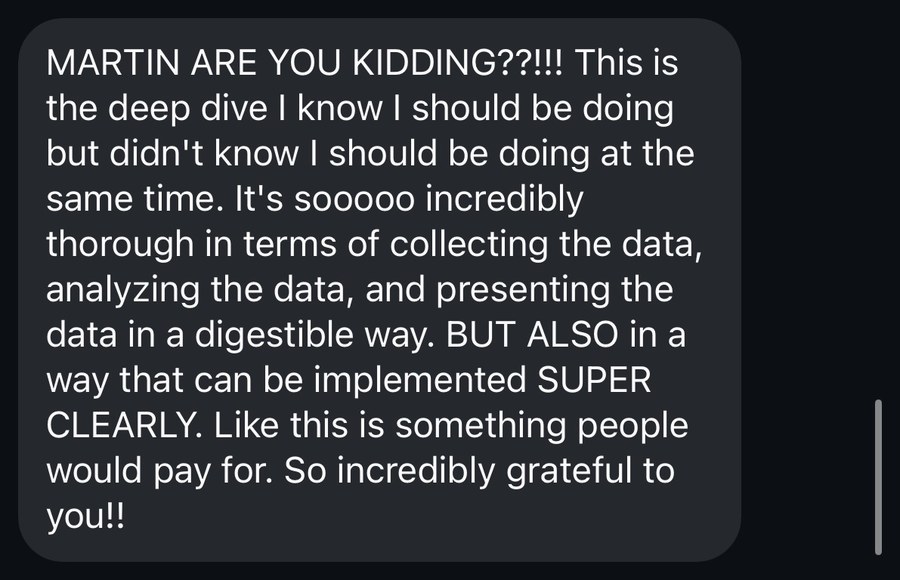 MARTIN ARE YOU KIDDING??!!! This is
the deep dive I know I should be doing
but didn't know I should be doing at the
same time. It's sooooo incredibly
thorough in terms of collecting the data,
analyzing the data, and presenting the
data in a digestible way. BUT ALSO in a
way that can be implemented SUPER
CLEARLY. Like this is something people
would pay for. So incredibly grateful to
you!!